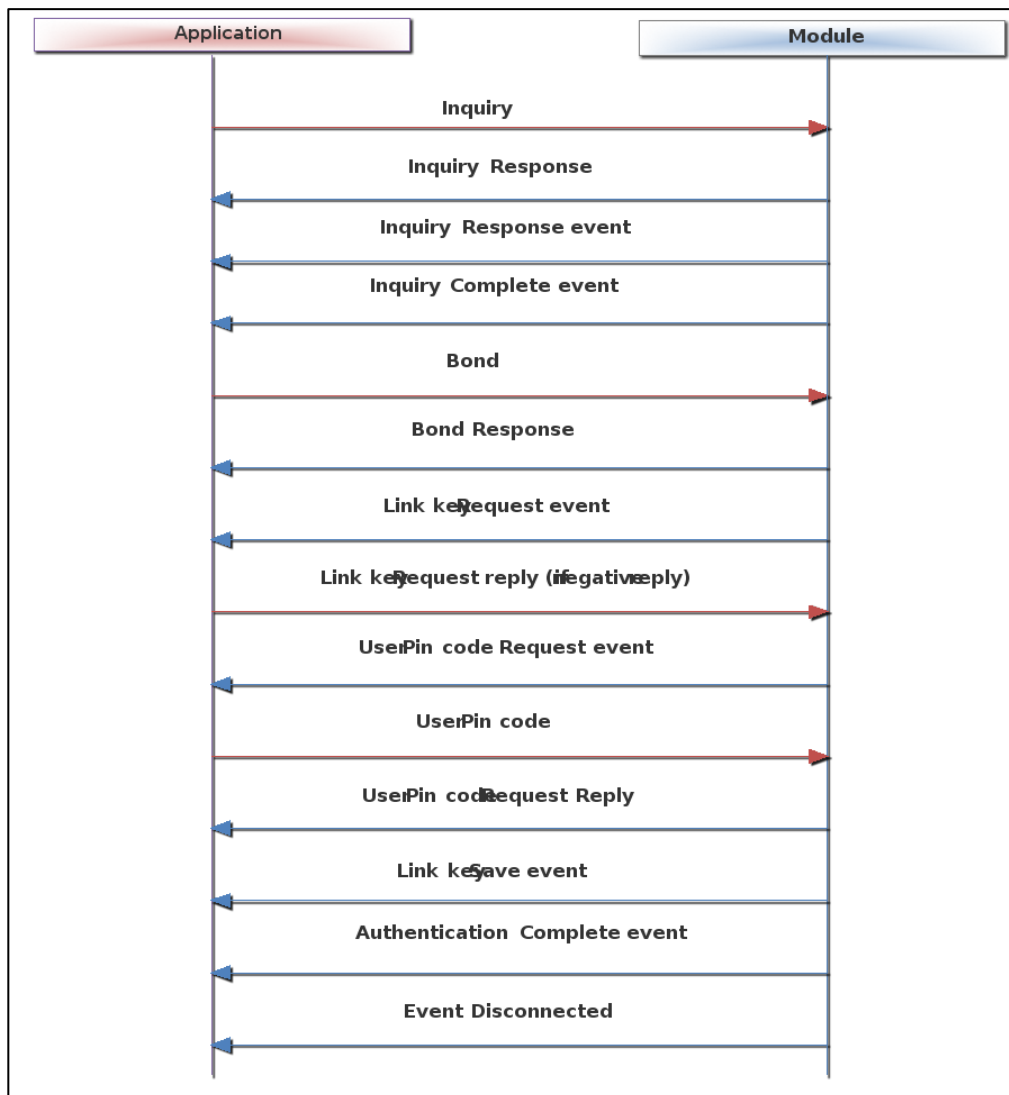 Application
Module
Inquiry
Inquiry Response
Inquiry Response event
Inquiry Complete event
Bond
Bond Response
Link key Request event
Link key Request reply (if negative reply)
User Pin code Request event
User Pin code
User Pin code Request Reply
Link key Save event
Authentication Complete event
Event Disconnected